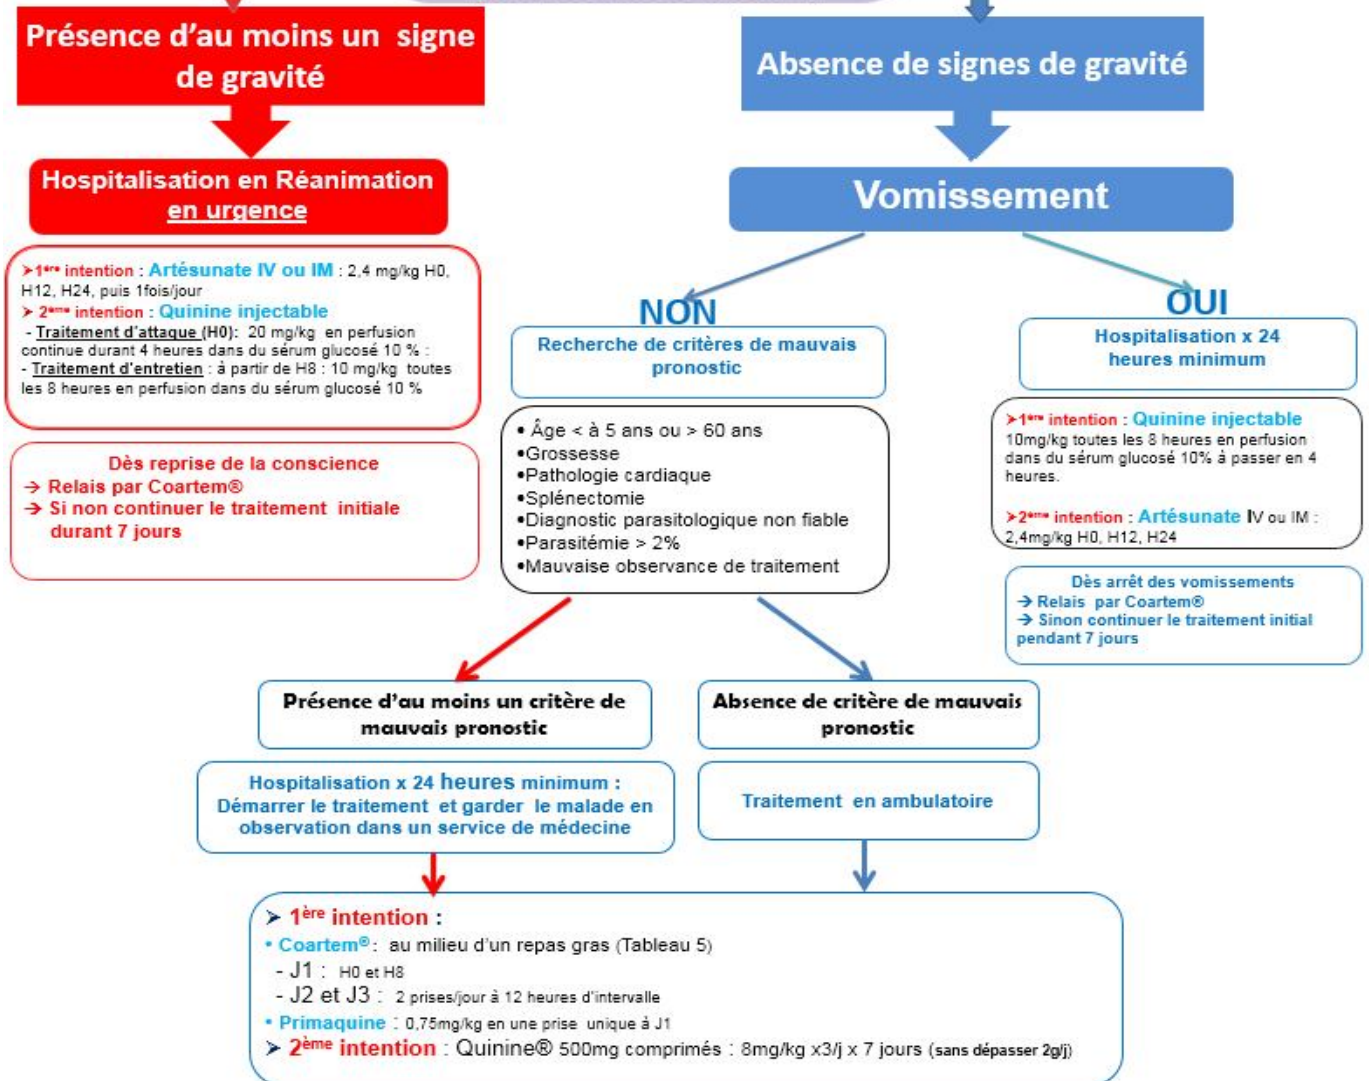 Présence d'au moins un signe
de gravité
Absence de signes de gravité
Hospitalisation en Réanimation
en urgence
➢1ère intention : Artésunate IV ou IM : 2,4 mg/kg H0,
H12, H24, puis 1fois/jour
➢ 2ème intention : Quinine injectable
- Traitement d'attaque (H0): 20 mg/kg en perfusion
continue durant 4 heures dans du sérum glucosé 10 % :
- Traitement d'entretien : à partir de H8 : 10 mg/kg toutes
les 8 heures en perfusion dans du sérum glucosé 10 %
Dès reprise de la conscience
→ Relais par Coartem®
→ Si non continuer le traitement initiale
durant 7 jours
Vomissement
NON
Recherche de critères de mauvais
pronostic
• Âge < à 5 ans ou > 60 ans
•Grossesse
•Pathologie cardiaque
•Splénectomie
•Diagnostic parasitologique non fiable
•Parasitémie > 2%
•Mauvaise observance de traitement
OUI
Hospitalisation x 24
heures minimum
➢1ère intention : Quinine injectable
10mg/kg toutes les 8 heures en perfusion
dans du sérum glucosé 10% à passer en 4
heures.
➢2ème intention : Artésunate IV ou IM :
2,4mg/kg H0, H12, H24
Dès arrêt des vomissements
→ Relais par Coartem®
→ Sinon continuer le traitement initial
pendant 7 jours
Présence d'au moins un critère de
mauvais pronostic
Absence de critère de mauvais
pronostic
Hospitalisation x 24 heures minimum :
Démarrer le traitement et garder le malade en
observation dans un service de médecine
Traitement en ambulatoire
➢ 1ère intention :
• Coartem® : au milieu d'un repas gras (Tableau 5)
- J1 : H0 et H8
- J2 et J3 : 2 prises/jour à 12 heures d'intervalle
• Primaquine : 0,75mg/kg en une prise unique à J1
➢ 2ème intention : Quinine® 500mg comprimés : 8mg/kg x3/j x 7 jours (sans dépasser 2g/j)